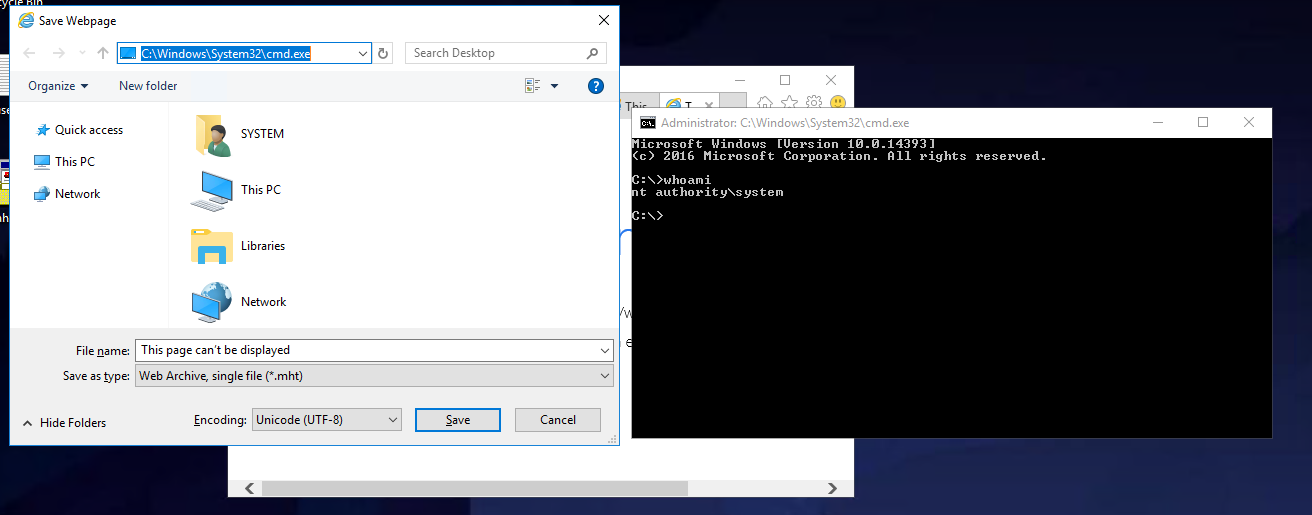 cycle Bin
Save Webpage
C:\Windows\System32\cmd.exe
Search Desktop
Organize
New folder
?
Quick access
This PC
Network
SYSTEM
This PC
Libraries
Network
File name:
This page can't be displayed
Save as type:
Web Archive, single file (*.mht)
Hide Folders
Encoding:
Unicode (UTF-8)
Save
Cancel
This
T
Administrator: C:\Windows\System32\cmd.exe
Microsoft Windows [Version 10.0.14393]
(c) 2016 Microsoft Corporation. All rights reserved.
C:\>whoami
nt authority\system
C:\>